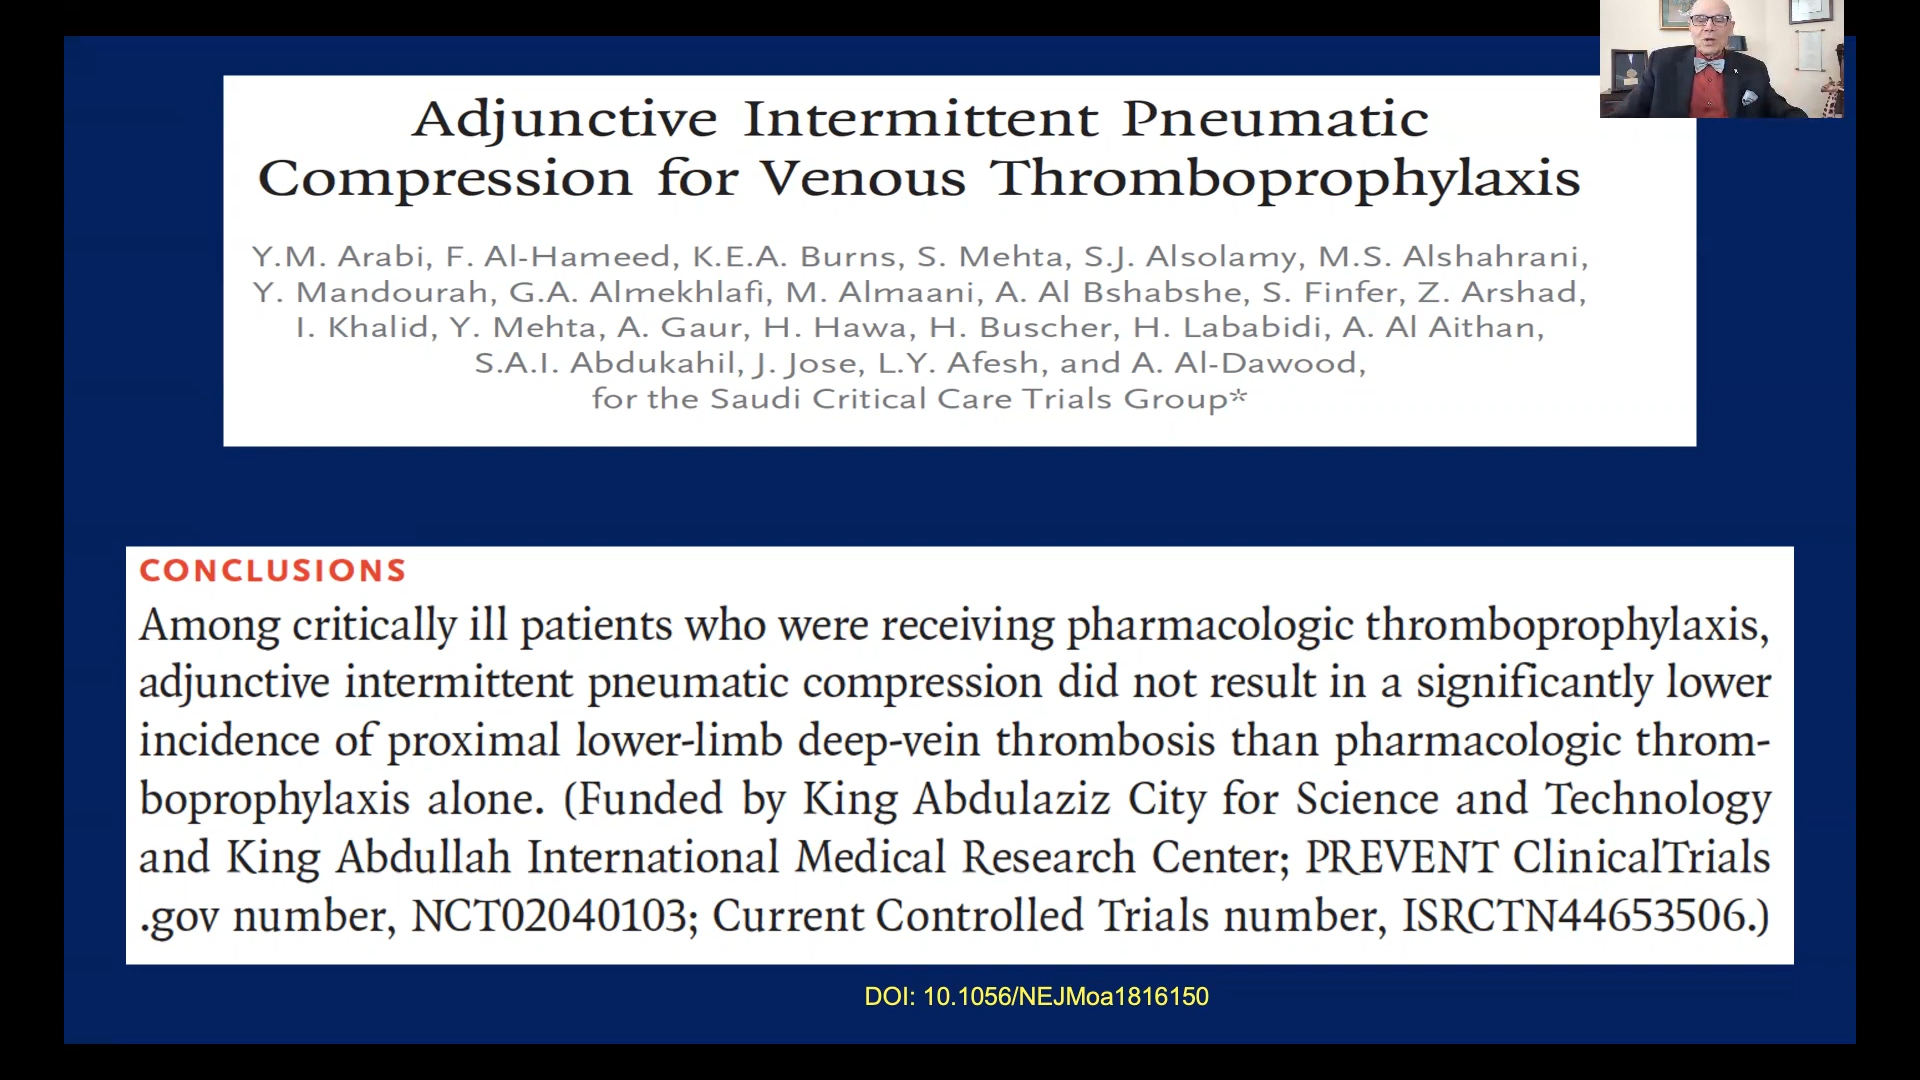 Adjunctive Intermittent Pneumatic
Compression for Venous Thromboprophylaxis
Y.M. Arabi, F. Al-Hameed, K.E.A. Burns, S. Mehta, S.J. Alsolamy, M.S. Alshahrani,
Y. Mandourah, G.A. Almekhlafi, M. Almaani, A. Al Bshabshe, S. Finfer, Z. Arshad,
I. Khalid, Y. Mehta, A. Gaur, H. Hawa, H. Buscher, H. Lababidi, A. Al Aithan,
S.A.I. Abdukahil, J. Jose, L.Y. Afesh, and A. Al-Dawood,
for the Saudi Critical Care Trials Group*
CONCLUSIONS
Among critically ill patients who were receiving pharmacologic thromboprophylaxis,
adjunctive intermittent pneumatic compression did not result in a significantly lower
incidence of proximal lower-limb deep-vein thrombosis than pharmacologic throm-
boprophylaxis alone. (Funded by King Abdulaziz City for Science and Technology
and King Abdullah International Medical Research Center; PREVENT ClinicalTrials
.gov number, NCT02040103; Current Controlled Trials number, ISRCTN44653506.)
DOI: 10.1056/NEJMoa1816150